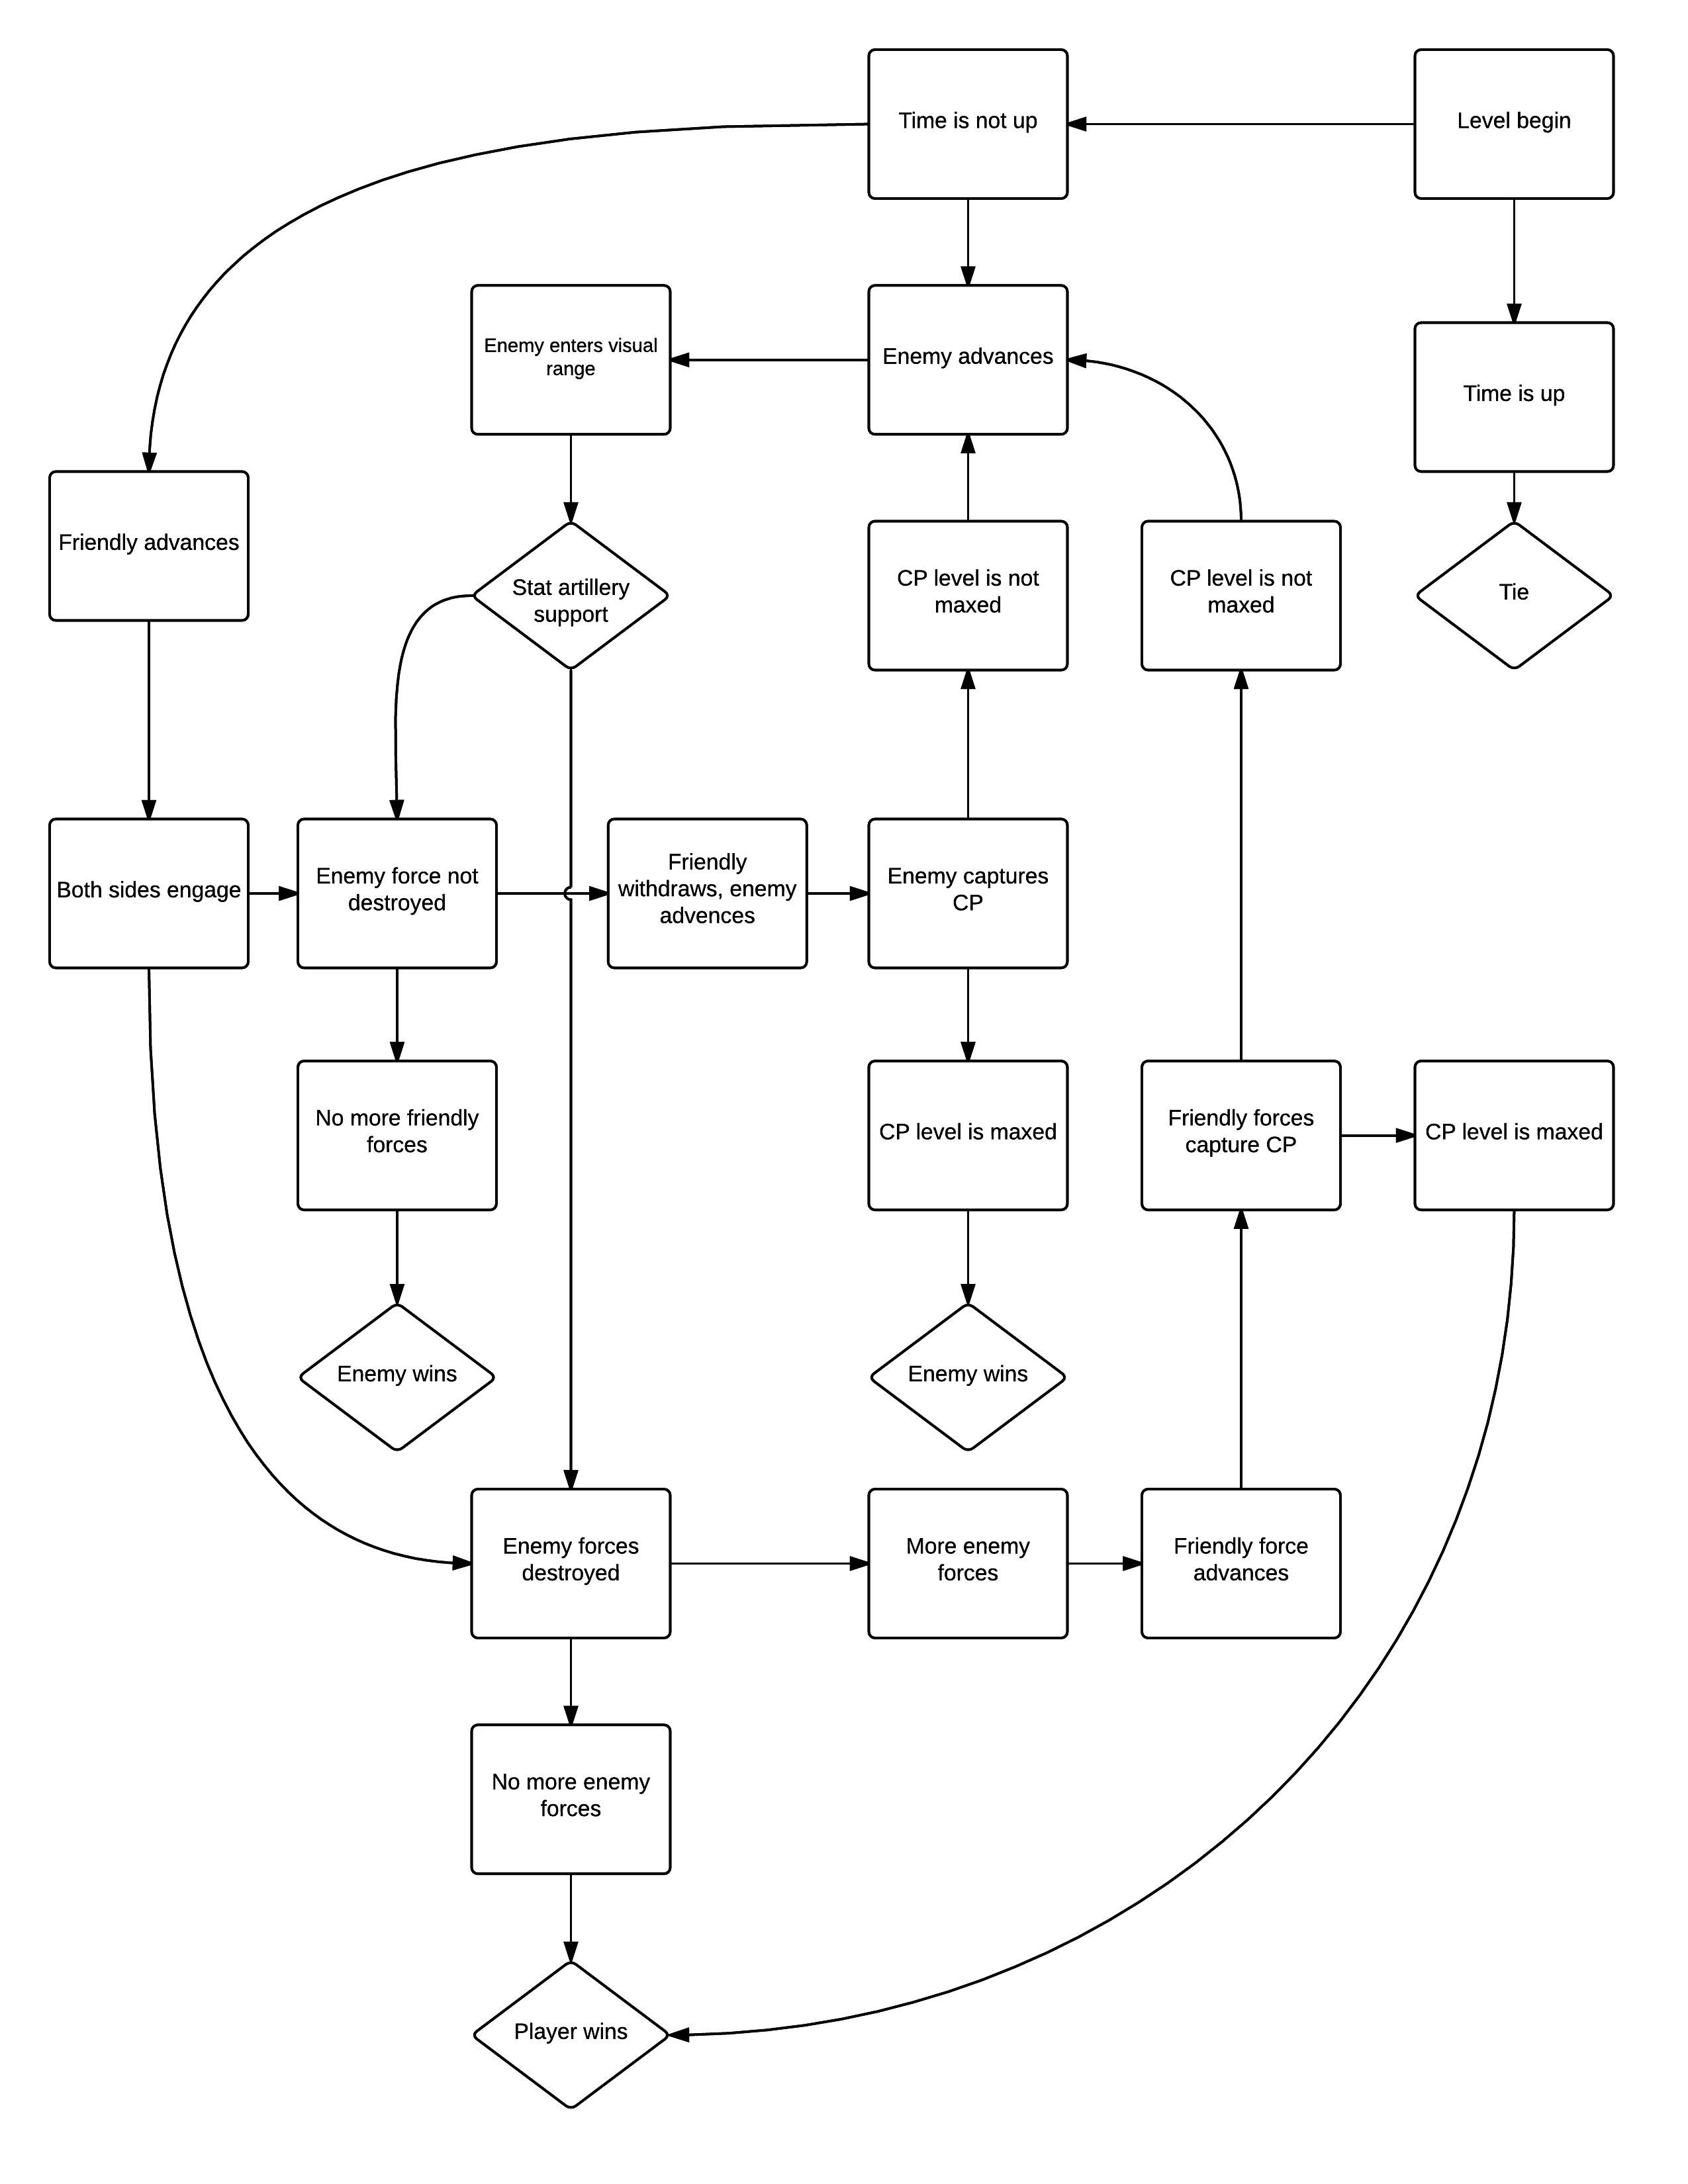 Time is not up
Level begin
Enemy enters visual
range
Enemy advances
Time is up
Friendly advances
Stat artillery
support
CP level is not
maxed
CP level is not
maxed
Tie
Both sides engage
Enemy force not
destroyed
Friendly
withdraws, enemy
advences
Enemy captures
CP
No more friendly
forces
CP level is maxed
Friendly forces
capture CP
CP level is maxed
Enemy wins
Enemy wins
Enemy forces
destroyed
More enemy
forces
Friendly force
advances
No more enemy
forces
Player wins